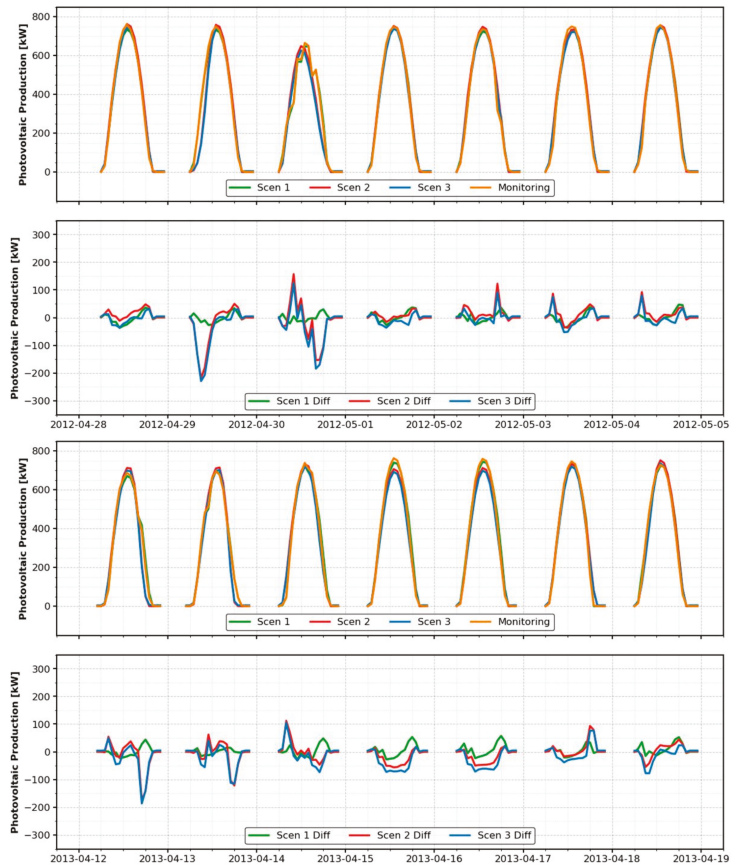 Photovoltaic Production [kW]
800
600
400
200
0
Scen 1 Scen 2 Scen 3 Monitoring
Photovoltaic Production [kW]
300
200
100
0
−100
−200
−300
Scen 1 Diff Scen 2 Diff Scen 3 Diff
2012-04-28 2012-04-29 2012-04-30 2012-05-01 2012-05-02 2012-05-03 2012-05-04 2012-05-05
Photovoltaic Production [kW]
800
600
400
200
0
Scen 1 Scen 2 Scen 3 Monitoring
Photovoltaic Production [kW]
300
200
100
0
−100
−200
−300
Scen 1 Diff Scen 2 Diff Scen 3 Diff
2013-04-12 2013-04-13 2013-04-14 2013-04-15 2013-04-16 2013-04-17 2013-04-18 2013-04-19